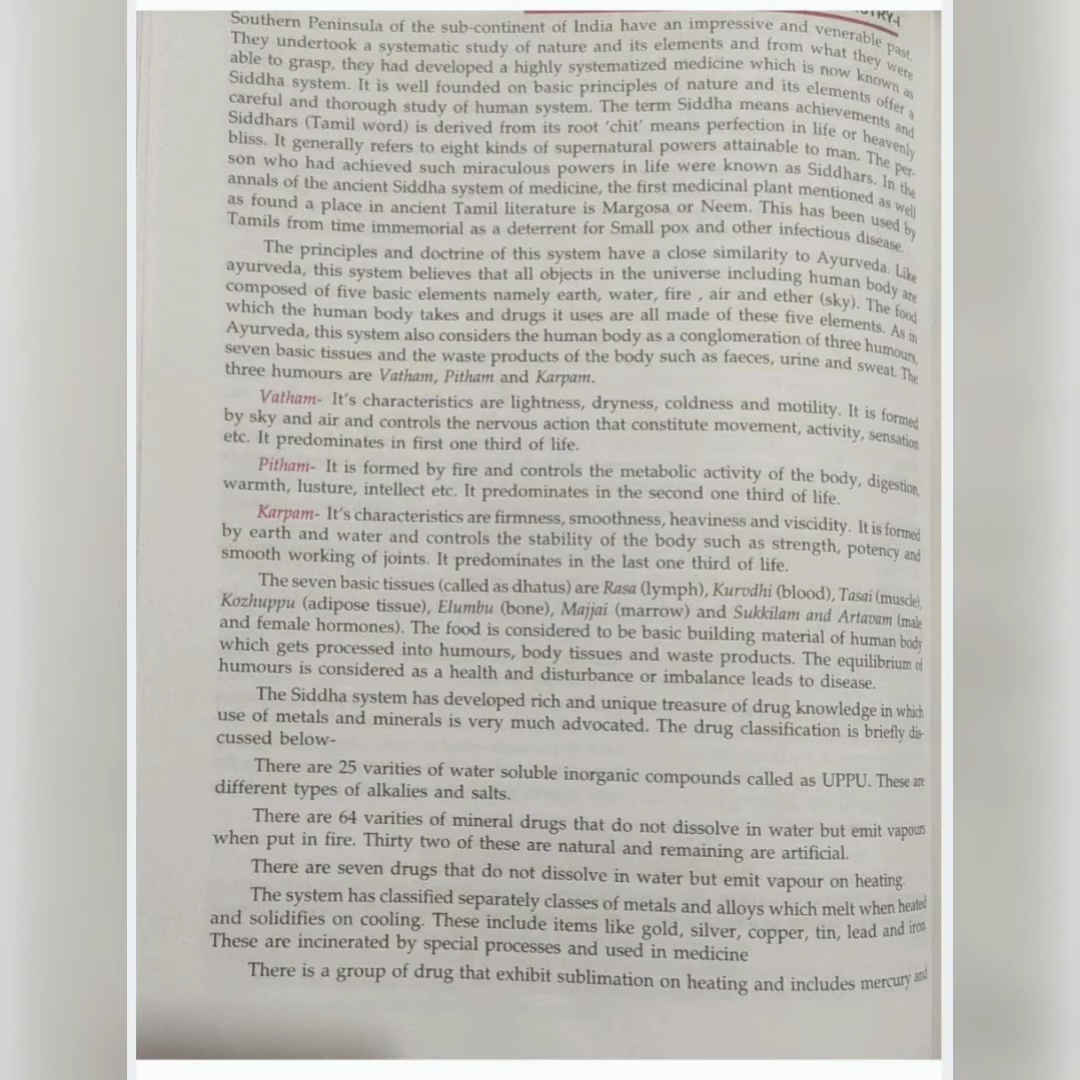 Southern Peninsula of the sub-continent of India have an impressive and venerable past.
They undertook a systematic study of nature and its elements and from what they were
able to grasp, they had developed a highly systematized medicine which is now known as
Siddha system. It is well founded on basic principles of nature and its elements offer a
careful and thorough study of human system. The term Siddha means achievements and
Siddhars (Tamil word) is derived from its root ‘chit’ means perfection in life or heavenly
bliss. It generally refers to eight kinds of supernatural powers attainable to man. The per-
son who had achieved such miraculous powers in life were known as Siddhars. In the
annals of the ancient Siddha system of medicine, the first medicinal plant mentioned as well
as found a place in ancient Tamil literature is Margosa or Neem. This has been used by
Tamils from time immemorial as a deterrent for Small pox and other infectious disease.
The principles and doctrine of this system have a close similarity to Ayurveda. Like
ayurveda, this system believes that all objects in the universe including human body are
composed of five basic elements namely earth, water, fire , air and ether (sky). The food
which the human body takes and drugs it uses are all made of these five elements. As in
Ayurveda, this system also considers the human body as a conglomeration of three humours,
seven basic tissues and the waste products of the body such as faeces, urine and sweat. The
three humours are Vatham, Pitham and Karpam.
Vatham- It's characteristics are lightness, dryness, coldness and motility. It is formed
by sky and air and controls the nervous action that constitute movement, activity, sensation
etc. It predominates in first one third of life.
Pitham- It is formed by fire and controls the metabolic activity of the body, digestion,
warmth, lusture, intellect etc. It predominates in the second one third of life.
Karpam- It's characteristics are firmness, smoothness, heaviness and viscidity. It is formed
by earth and water and controls the stability of the body such as strength, potency and
smooth working of joints. It predominates in the last one third of life.
The seven basic tissues (called as dhatus) are Rasa (lymph), Kurudhi (blood), Tasai (muscle),
Kozhuppu (adipose tissue), Elumbu (bone), Majjai (marrow) and Sukkilam and Artavam (male
and female hormones). The food is considered to be basic building material of human body
which gets processed into humours, body tissues and waste products. The equilibrium of
humours is considered as a health and disturbance or imbalance leads to disease.
The Siddha system has developed rich and unique treasure of drug knowledge in which
use of metals and minerals is very much advocated. The drug classification is briefly dis-
cussed below-
There are 25 varities of water soluble inorganic compounds called as UPPU. These are
different types of alkalies and salts.
There are 64 varities of mineral drugs that do not dissolve in water but emit vapours
when put in fire. Thirty two of these are natural and remaining are artificial.
There are seven drugs that do not dissolve in water but emit vapour on heating.
The system has classified separately classes of metals and alloys which melt when heated
and solidifies on cooling. These include items like gold, silver, copper, tin, lead and iron.
These are incinerated by special processes and used in medicine
There is a group of drug that exhibit sublimation on heating and includes mercury and